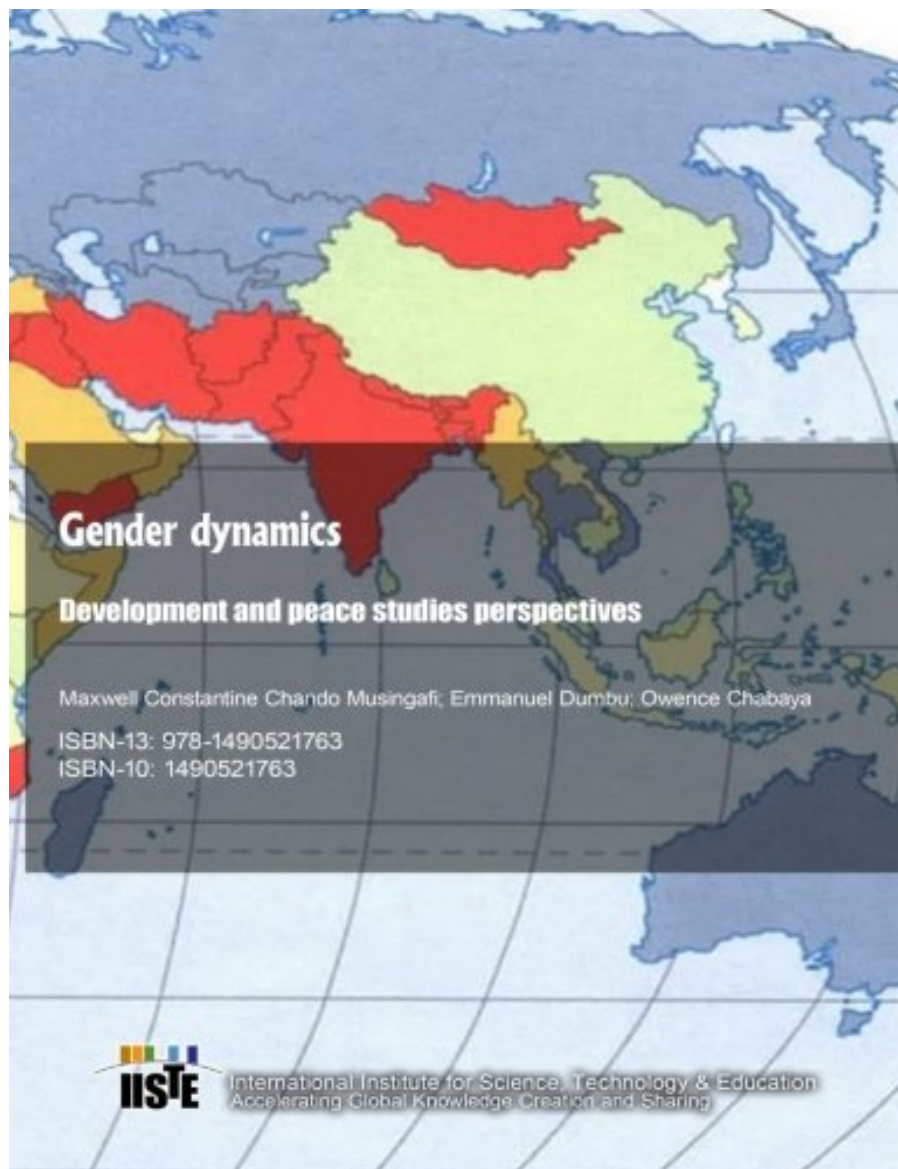 Gender dynamics
Development and peace studies perspectives
Maxwell Constantine Chando Musingafi; Emmanuel Dumbu; Owence Chabaya
ISBN-13: 978-1490521763
ISBN-10: 1490521763
IISTE International Institute for Science, Technology & Education
Accelerating Global Knowledge Creation and Sharing